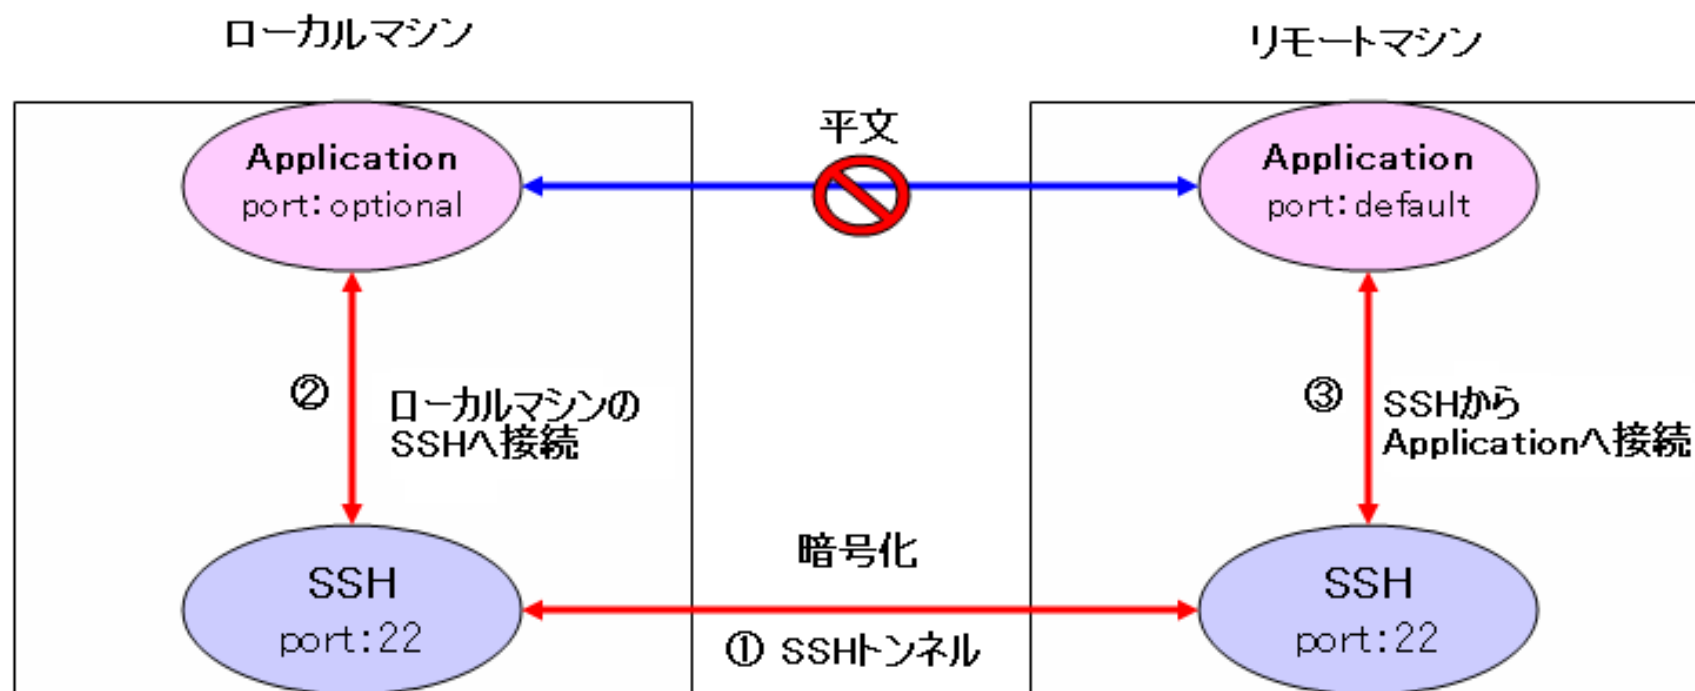 ローカルマシン
リモートマシン
平文
Application
port:optional
Application
port:default
②
ローカルマシンの
SSHへ接続
③
SSHから
Applicationへ接続
暗号化
SSH
port:22
SSH
port:22
① SSHトンネル